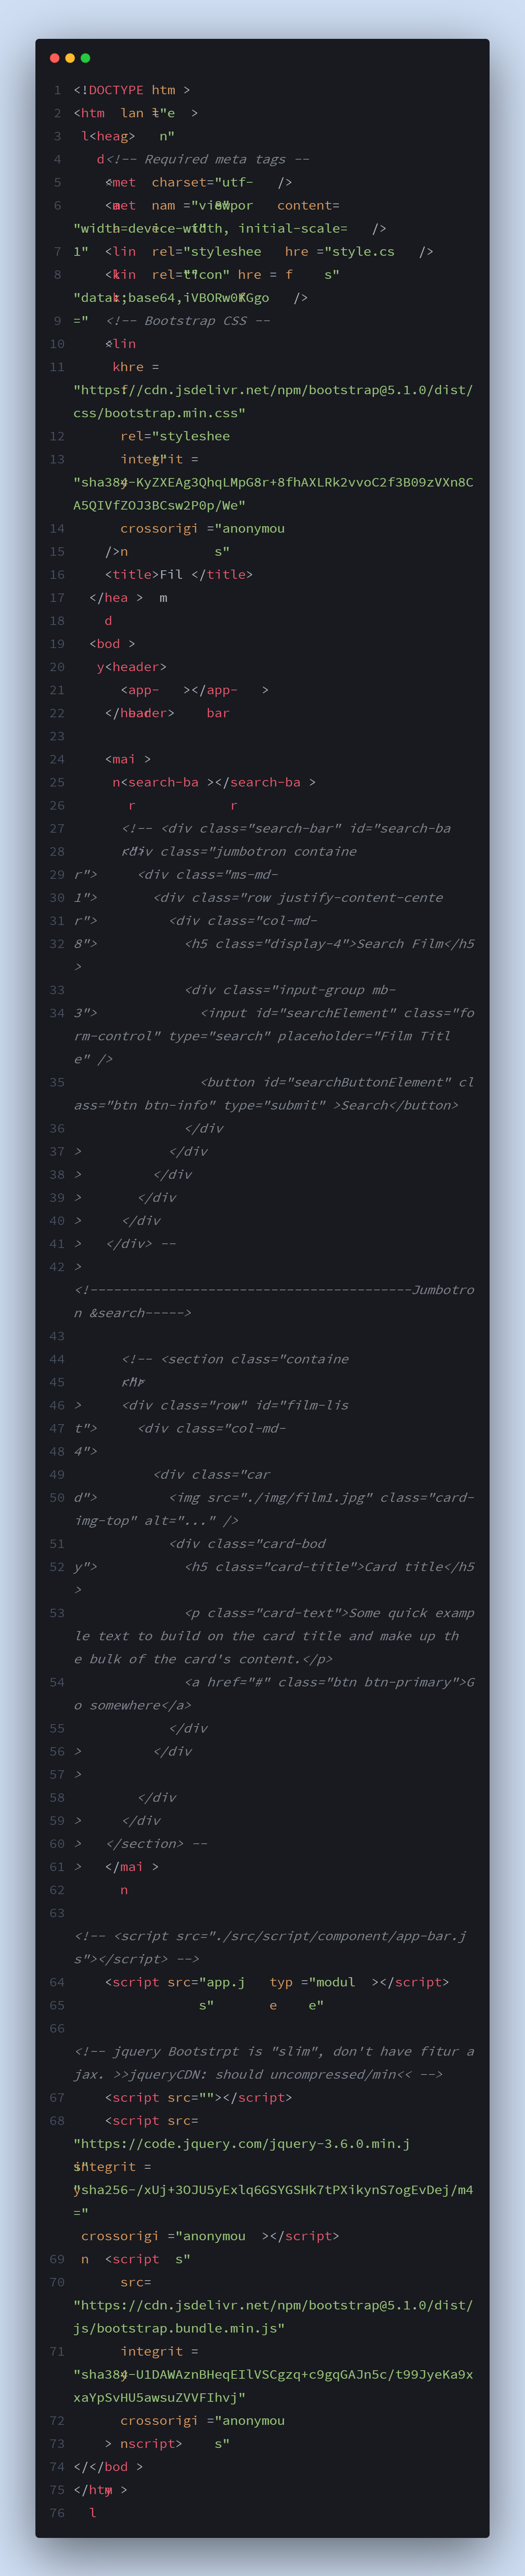 1 <!DOCTYPE htm >
2 <htm lan ="e >
3 l<heag> n"
4 d<!-- Required meta tags --
5 <met charset="utf- />
6 <met nam ="viewpor content=
"width=device-width, initial-scale= />
7 1" <lin rel="styleshee hre ="style.cs />
8 <lin rel="icon" hre = f s"
"data:;base64,iVBORw0KGgo />
9 =" <!-- Bootstrap CSS --
10 <lin
11 khre =
"https://cdn.jsdelivr.net/npm/bootstrap@5.1.0/dist/
css/bootstrap.min.css"
12 rel="styleshee
13 integrit =
"sha384-KyZXEAg3QhqLMpG8r+8fhAXLRk2vvoC2f3B09zVXn8C
A5QIVfZOJ3BCsw2P0p/We"
14 crossorigi ="anonymou
15 />n s"
16 <title>Fil </title>
17 </hea > m
18 d
19 <bod >
20 y<header>
21 <app- ></app- >
22 </header> bar
23
24 <mai >
25 n<search-ba ></search-ba >
26 r r
27 <!-- <div class="search-bar" id="search-ba
28 <div class="jumbotron containe
29 r"> <div class="ms-md-
30 1"> <div class="row justify-content-cente
31 r"> <div class="col-md-
32 8"> <h5 class="display-4">Search Film</h5
>
33 <div class="input-group mb-
34 3"> <input id="searchElement" class="fo
rm-control" type="search" placeholder="Film Titl
e" />
35 <button id="searchButtonElement" cl
ass="btn btn-info" type="submit" >Search</button>
36 </div
37 > </div
38 > </div
39 > </div
40 > </div
41 > </div> --
42 >
<!-----------------------------------------Jumbotro
n &search----->
43
44 <!-- <section class="containe
45 <hr
46 > <div class="row" id="film-lis
47 t"> <div class="col-md-
48 4">
49 <div class="car
50 d"> <img src="./img/film1.jpg" class="card-
img-top" alt="..." />
51 <div class="card-bod
52 y"> <h5 class="card-title">Card title</h5
>
53 <p class="card-text">Some quick examp
le text to build on the card title and make up th
e bulk of the card's content.</p>
54 <a href="#" class="btn btn-primary">G
o somewhere</a>
55 </div
56 > </div
57 >
58 </div
59 > </div
60 > </section> --
61 > </mai >
62 n
63
<!-- <script src="./src/script/component/app-bar.j
s"></script> -->
64 <script src="app.j typ ="modul ></script>
65 s" e e"
66
<!-- jquery Bootstrpt is "slim", don't have fitur a
jax. >>jqueryCDN: should uncompressed/min<< -->
67 <script src=""></script>
68 <script src=
"https://code.jquery.com/jquery-3.6.0.min.j
s" integrit =
"sha256-/xUj+3OJU5yExlq6GSYGSHk7tPXikynS7ogEvDej/m4
="
crossorigi ="anonymou ></script>
69 n <script s"
70 src=
"https://cdn.jsdelivr.net/npm/bootstrap@5.1.0/dist/
js/bootstrap.bundle.min.js"
71 integrit =
"sha384-U1DAWAznBHeqEIlVSCgzq+c9gqGAJn5c/t99JyeKa9x
xaYpSvHU5awsuZVVFIhvj"
72 crossorigi ="anonymou
73 > nscript> s"
74 </</bod >
75 </htm >
76 l